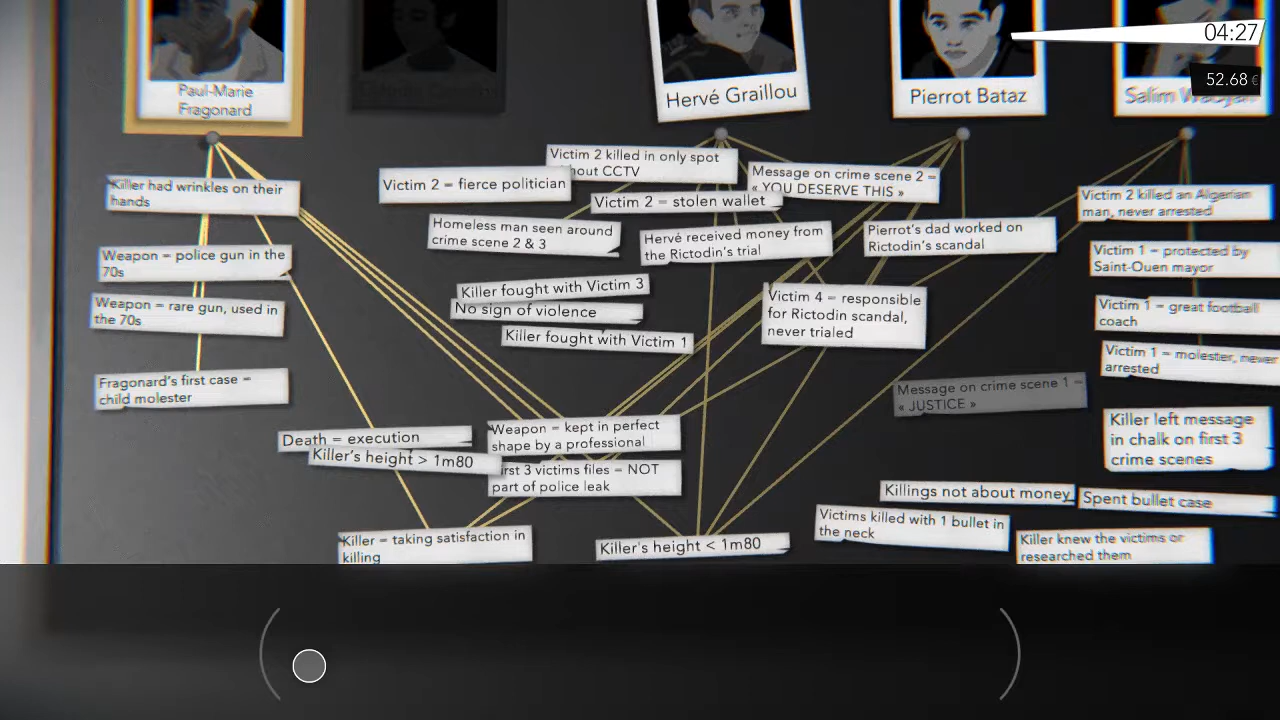 04:27
52.68 €
Paul-Marie
Fragonard
Hervé Graillou
Pierrot Bataz
Salim
Killer had wrinkles on their
hands
Victim 2 = fierce politician
Victim 2 killed in only spot
hout CCTV
Victim 2 = stolen wallet
Message on crime scene 2 =
« YOU DESERVE THIS »
Victim 2 killed an Algerian
man, never arrested
Homeless man seen around
crime scene 2 & 3
Hervé received money from
the Rictodin's trial
Pierrot's dad worked on
Rictodin's scandal
Weapon = police gun in the
70s
Victim 1 = protected by
Saint-Ouen mayor
Killer fought with Victim 3
No sign of violence
Killer fought with Victim 1
Victim 4 = responsible
for Rictodin scandal,
never trialed
Weapon = rare gun, used in
the 70s
Victim 1 = great football
coach
Victim 1 = molester, never
arrested
Fragonard's first case =
child molester
Message on crime scene 1 =
« JUSTICE »
Killer left message
in chalk on first 3
crime scenes
Death = execution
Killer's height > 1m80
Weapon = kept in perfect
shape by a professional
irst 3 victims files = NOT
part of police leak
Killings not about money
Spent bullet case
Victims killed with 1 bullet in
the neck
Killer = taking satisfaction in
killing
Killer's height < 1m80
Killer knew the victims or
researched them